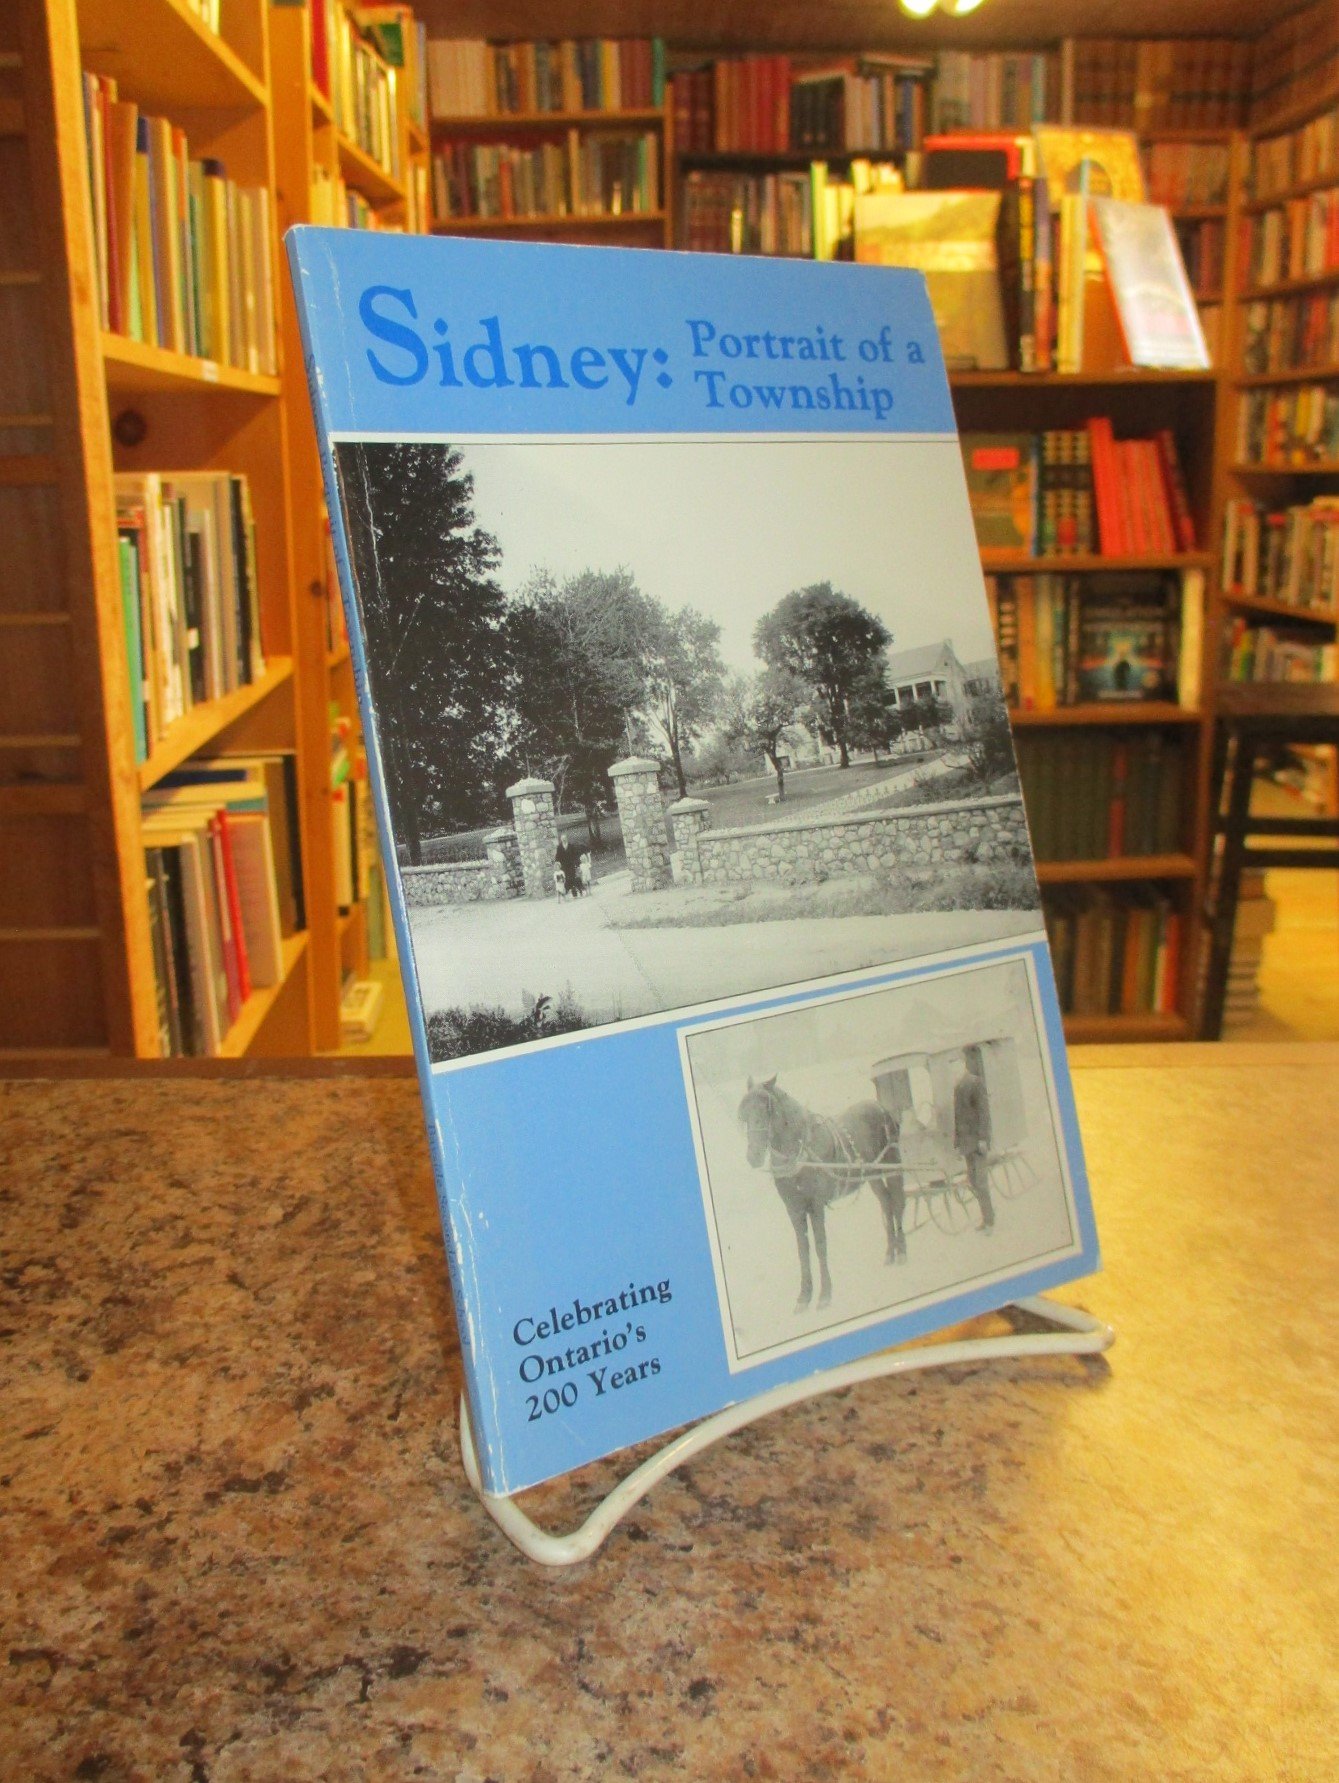 Sidney:
Portrait of a
Township
Celebrating
Ontario's
200 Years